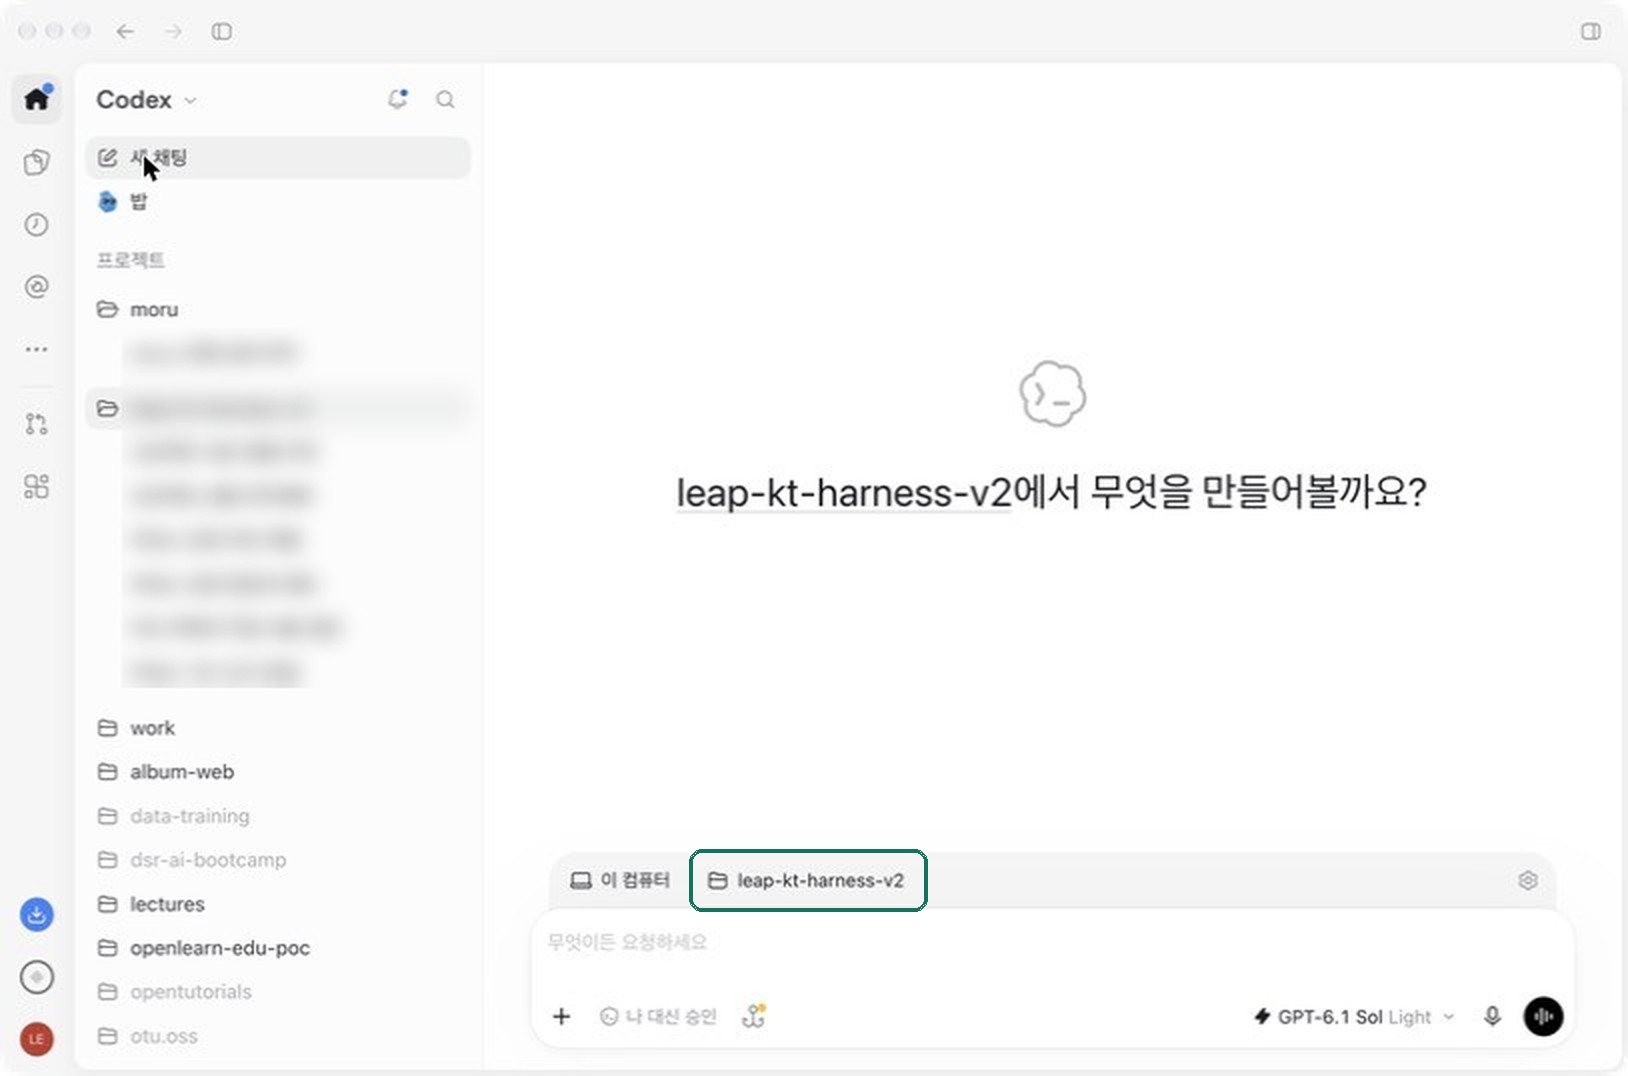 Codex
새 채팅
밥
프로젝트
moru
work
album-web
data-training
dsr-ai-bootcamp
lectures
openlearn-edu-poc
opentutorials
otu.oss
LE
leap-kt-harness-v2에서 무엇을 만들어볼까요?
이 컴퓨터
leap-kt-harness-v2
무엇이든 요청하세요
나 대신 승인
GPT-6.1 Sol Light